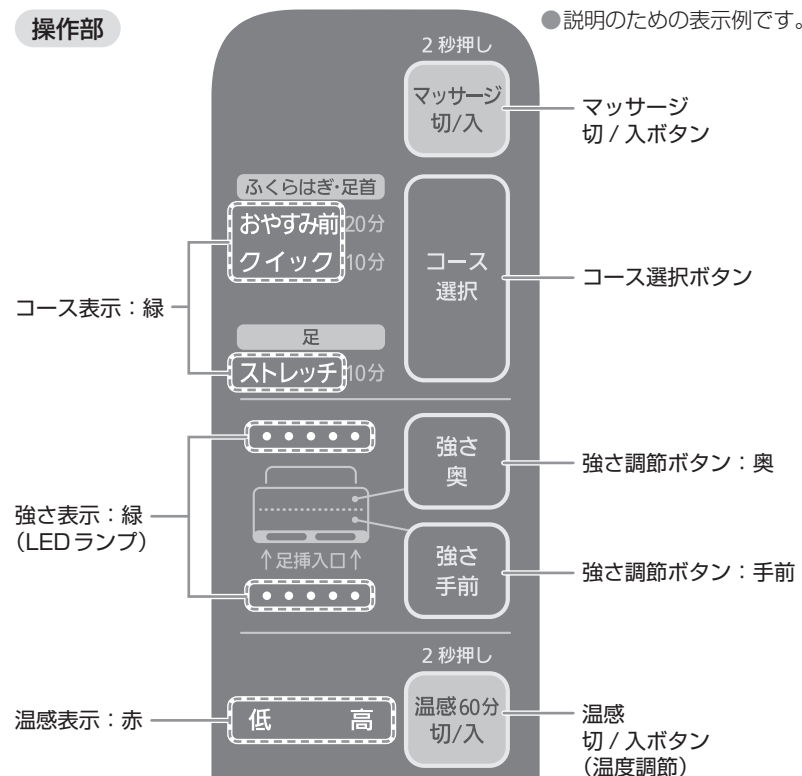 操作部
●説明のための表示例です。
2秒押し
マッサージ
切/入
マッサージ
切/入ボタン
ふくらはぎ･足首
おやすみ前 20分
クイック 10分
コース
選択
コース選択ボタン
コース表示：緑
足
ストレッチ 10分
強さ
奥
強さ調節ボタン：奥
強さ表示：緑
（LEDランプ）
↑足挿入口↑
強さ
手前
強さ調節ボタン：手前
2秒押し
温感表示：赤
低 高
温感60分
切/入
温感
切/入ボタン
（温度調節）